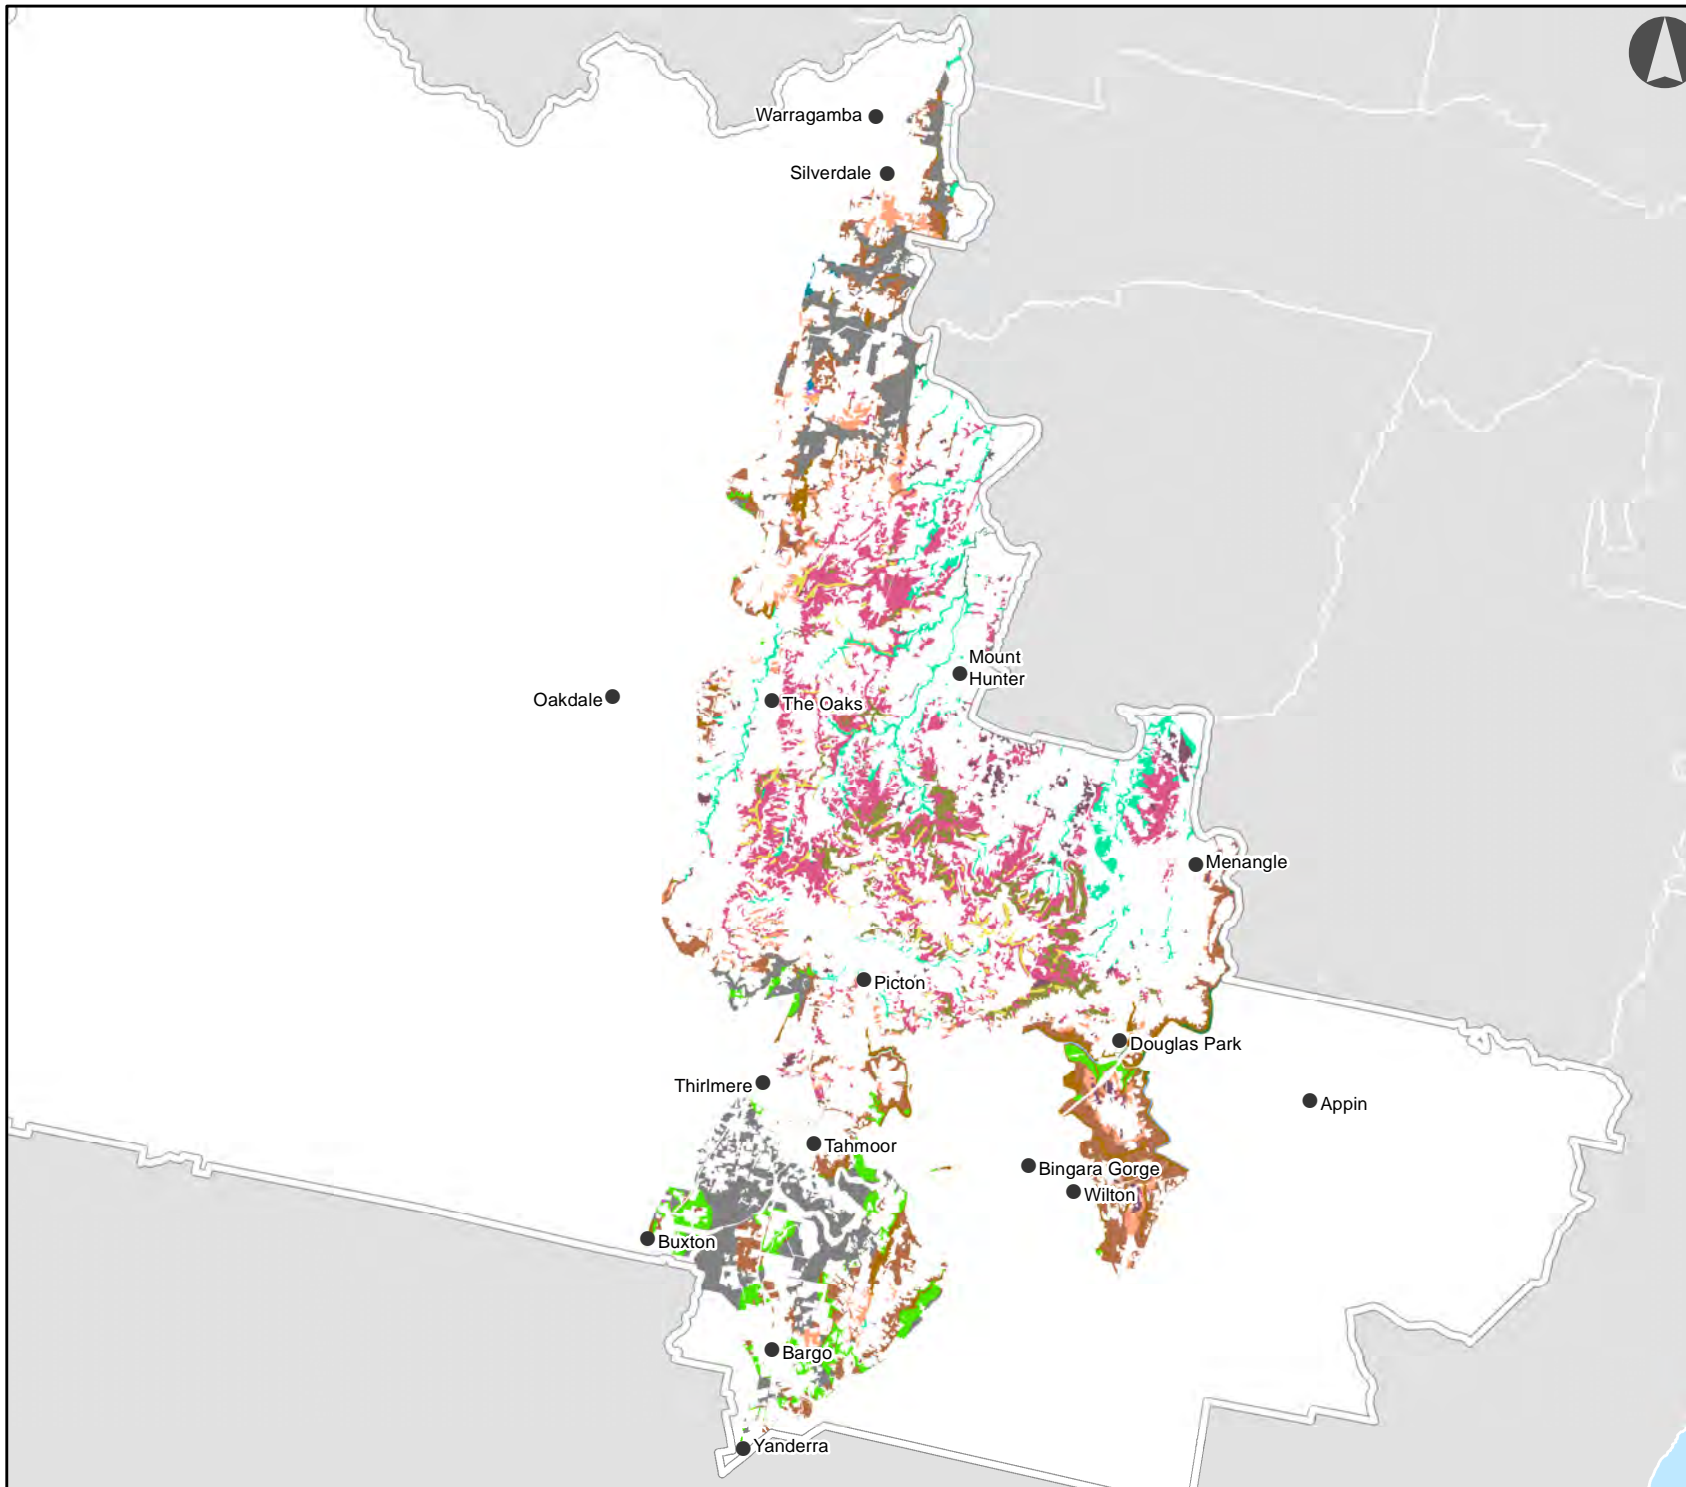 Warragamba
Silverdale
Mount
Hunter
Oakdale
The Oaks
Menangle
Picton
Douglas Park
Thirlmere
Appin
Tahmoor
Bingara Gorge
Wilton
Buxton
Bargo
Yanderra